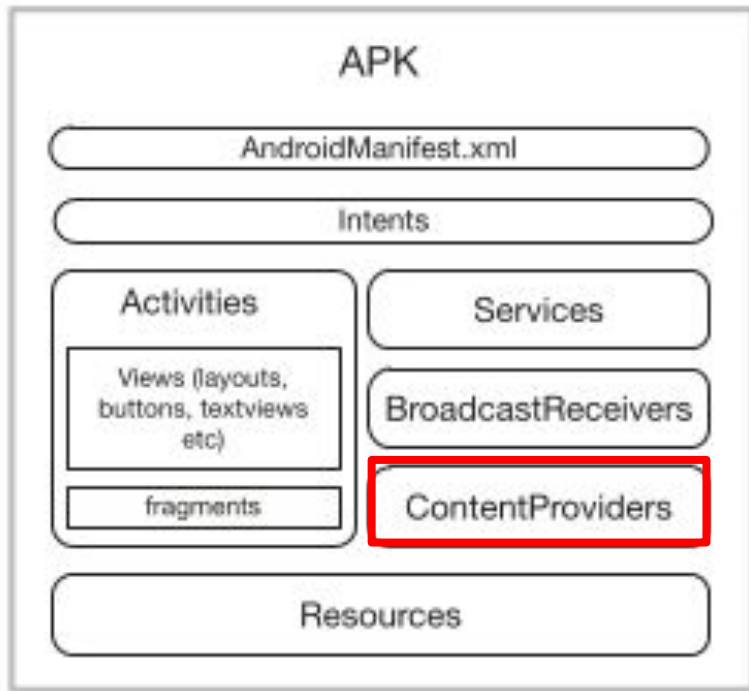 APK
AndroidManifest.xml
Intents
Activities
Views (layouts,
buttons, textviews
etc)
fragments
Services
BroadcastReceivers
ContentProviders
Resources